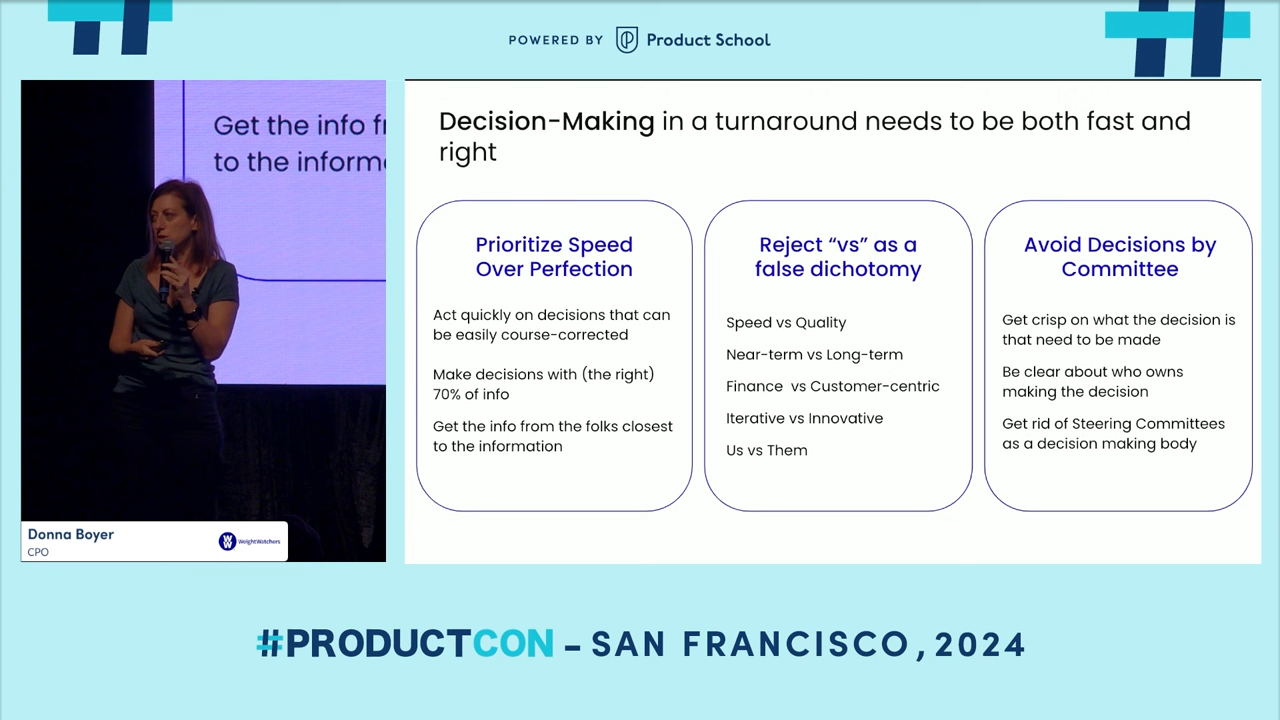 POWERED BY Product School
Get the info fr
to the informa
Donna Boyer
CPO
WW WeightWatchers
Decision-Making in a turnaround needs to be both fast and
right
Prioritize Speed
Over Perfection
Act quickly on decisions that can
be easily course-corrected
Make decisions with (the right)
70% of info
Get the info from the folks closest
to the information
Reject “vs” as a
false dichotomy
Speed vs Quality
Near-term vs Long-term
Finance  vs Customer-centric
Iterative vs Innovative
Us vs Them
Avoid Decisions by
Committee
Get crisp on what the decision is
that need to be made
Be clear about who owns
making the decision
Get rid of Steering Committees
as a decision making body
#PRODUCTCON – SAN FRANCISCO, 2024